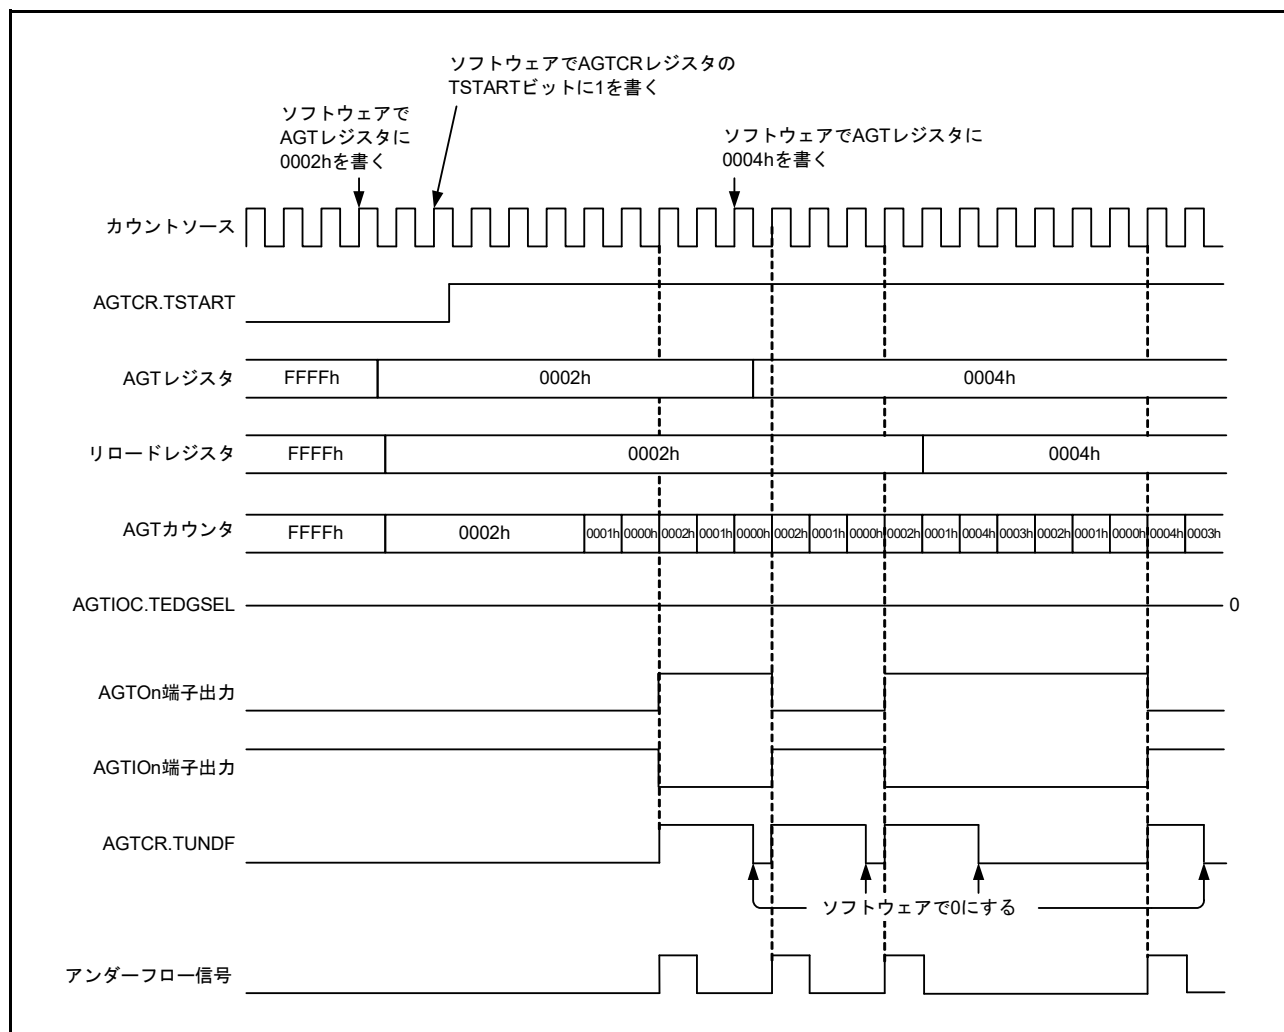 ソフトウェアでAGTCRレジスタの
TSTARTビットに1を書く
ソフトウェアで
AGTレジスタに
0002hを書く
ソフトウェアでAGTレジスタに
0004hを書く
カウントソース
AGTCR.TSTART
AGTレジスタ FFFFh 0002h 0004h
リロードレジスタ FFFFh 0002h 0004h
AGTカウンタ FFFFh 0002h 0001h 0000h 0002h 0001h 0000h 0002h 0001h 0000h 0002h 0001h 0004h 0003h 0002h 0001h 0000h 0004h 0003h
AGTIOC.TEDGSEL 0
AGTOn端子出力
AGTIOn端子出力
AGTCR.TUNDF
ソフトウェアで0にする
アンダーフロー信号